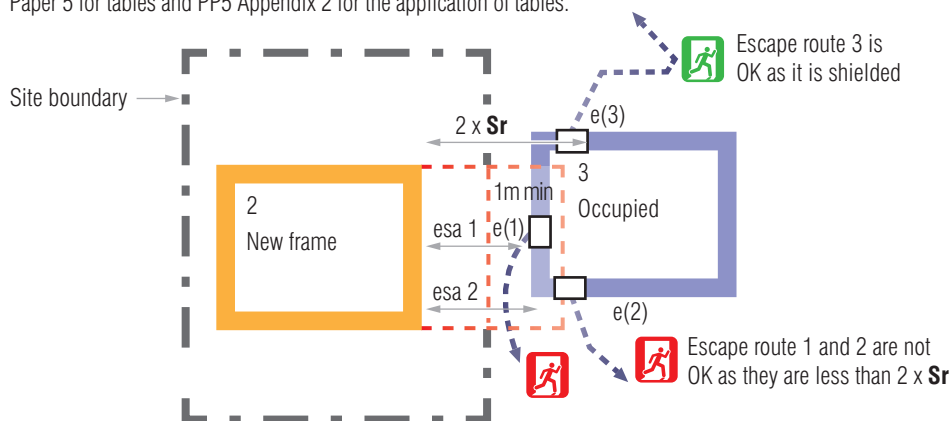 Paper 5 for tables and PP5 Appendix 2 for the application of tables.
Escape route 3 is
OK as it is shielded
Site boundary
e(3)
2 x Sr
3
1m min
Occupied
2
New frame
esa 1
e(1)
esa 2
e(2)
Escape route 1 and 2 are not
OK as they are less than 2 x Sr